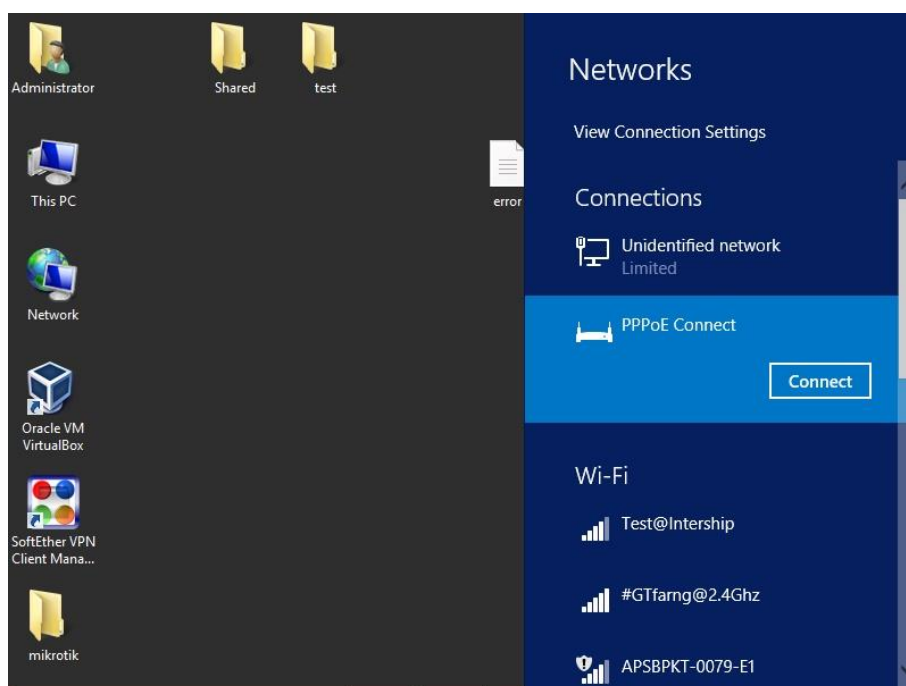 Administrator
Shared
test
This PC
error
Network
Oracle VM
VirtualBox
SoftEther VPN
Client Mana...
mikrotik
Networks
View Connection Settings
Connections
Unidentified network
Limited
PPPoE Connect
Connect
Wi-Fi
Test@Intership
#GTfarng@2.4Ghz
APSBPKT-0079-E1